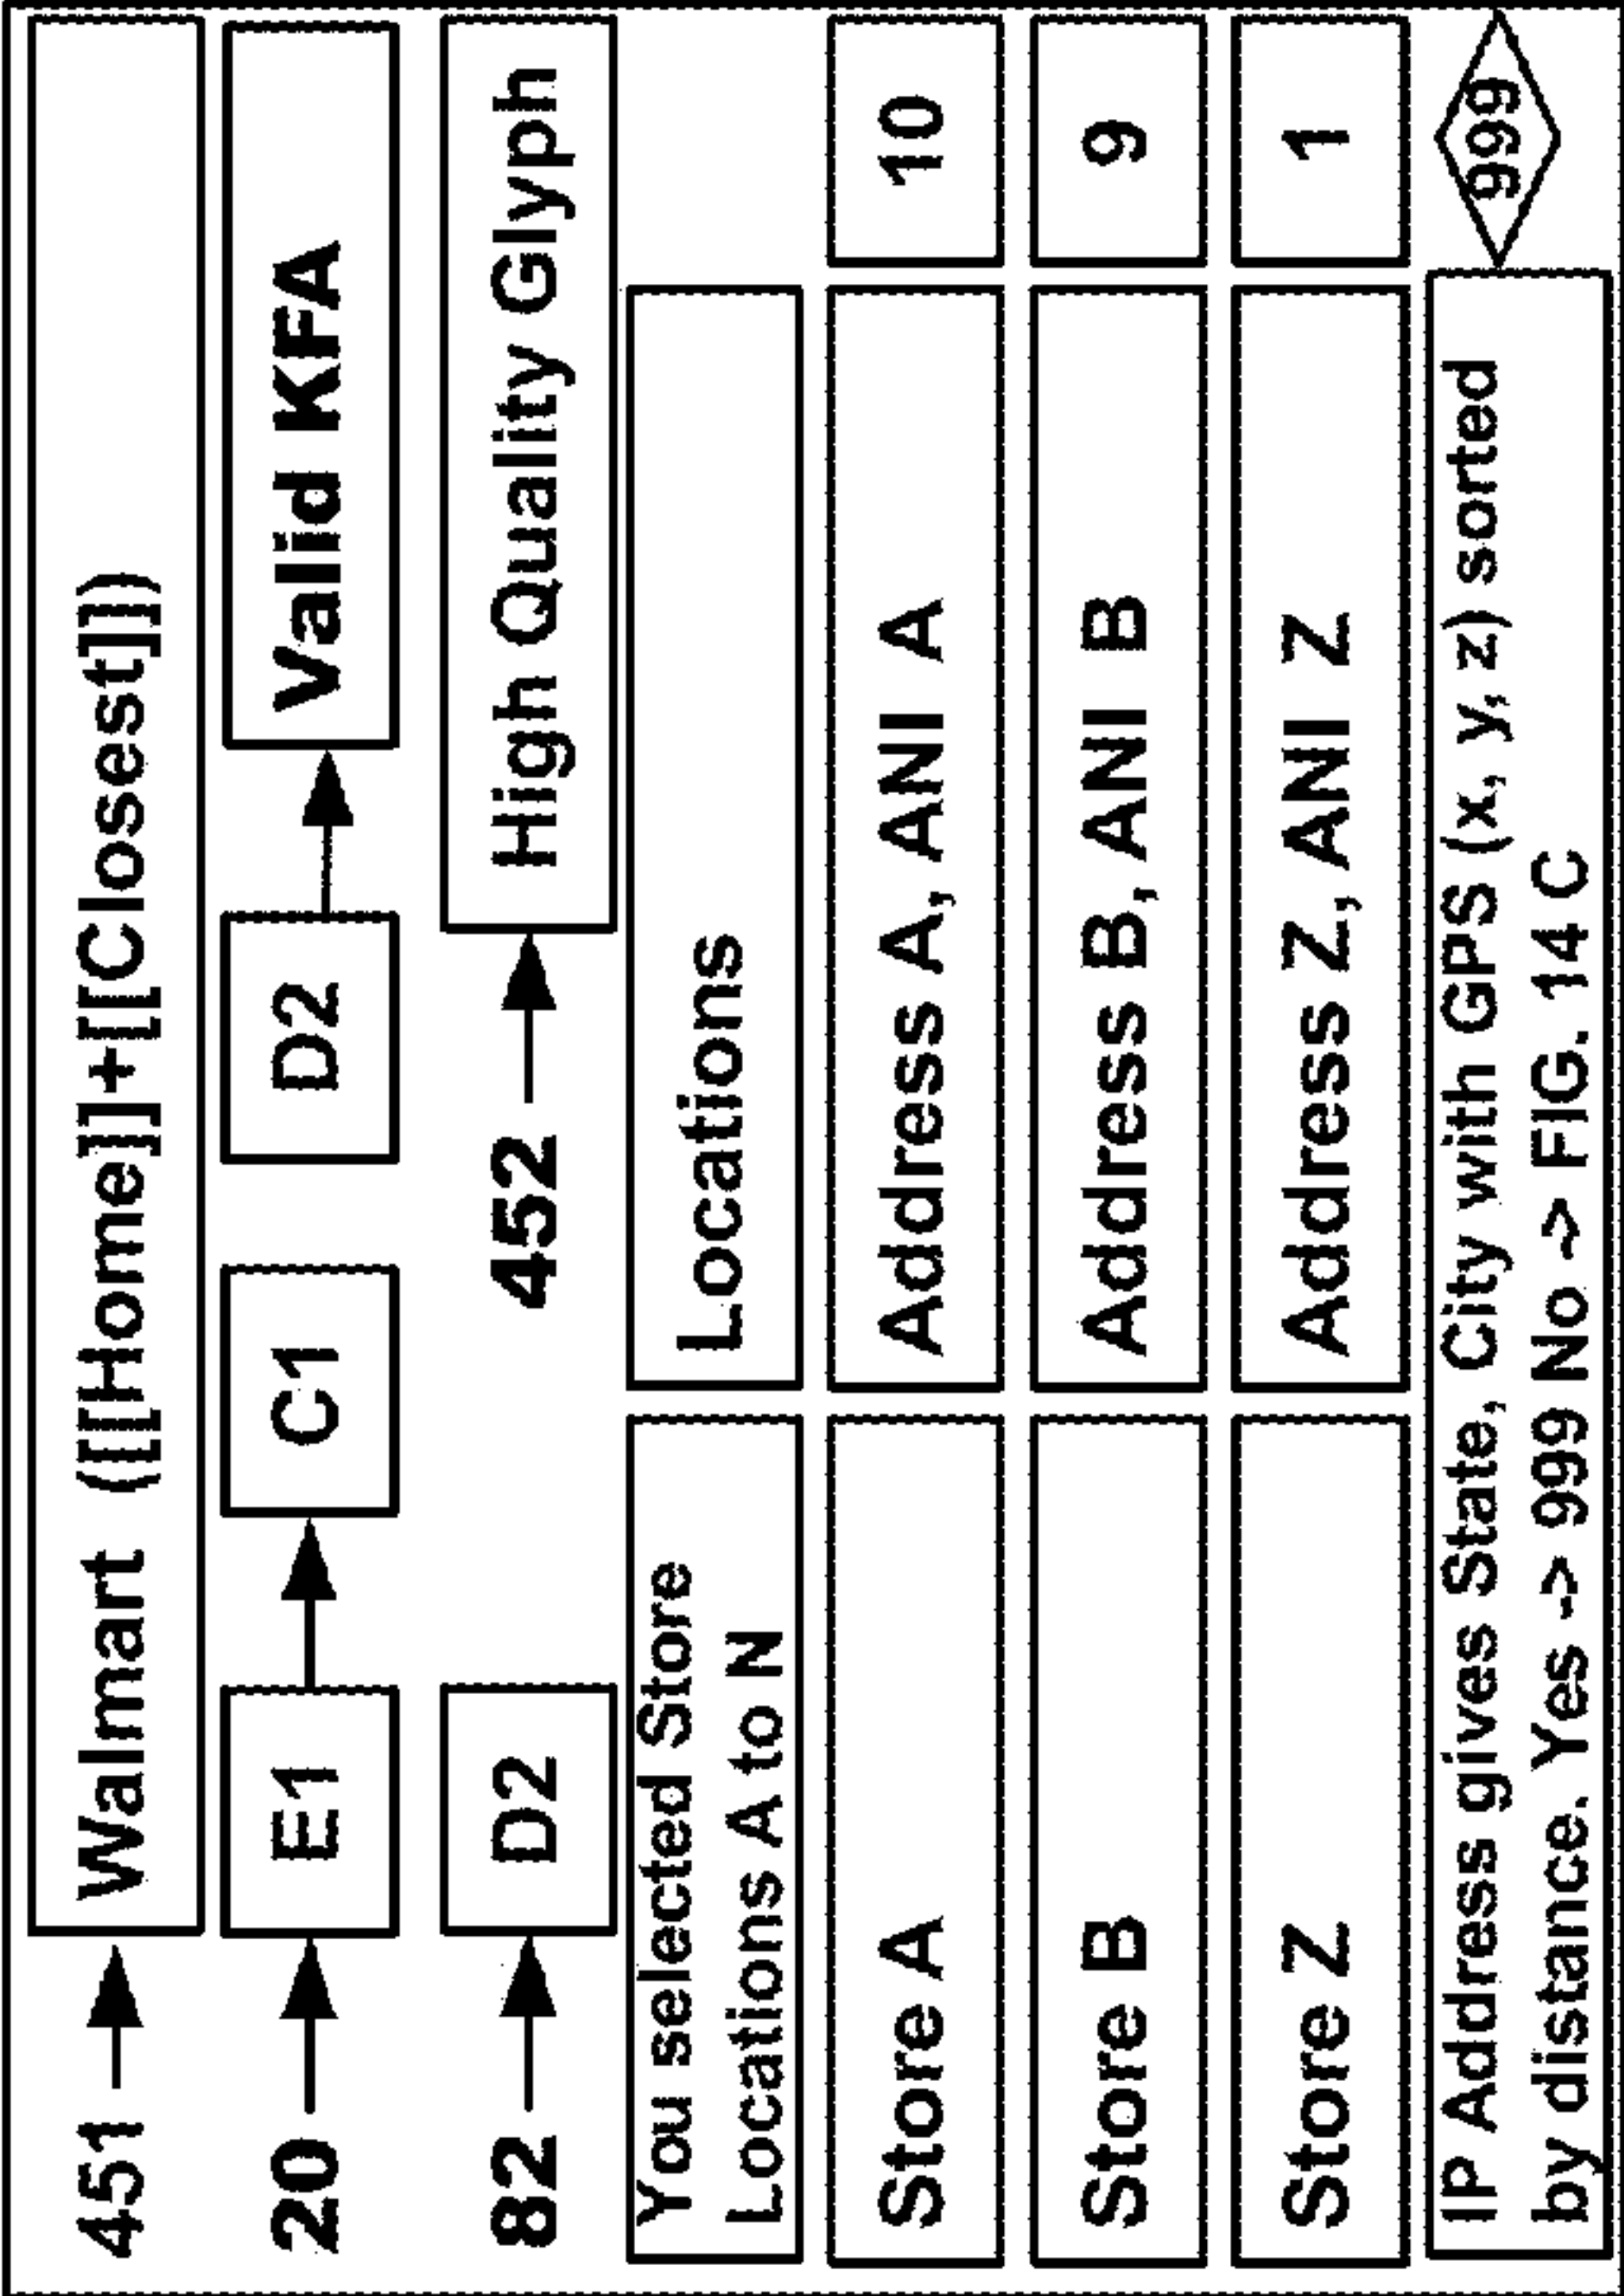 451 Walmart ([[Home]]+[[Closest]])
20 E1 C1 D2 Valid KFA
82 D2 452 High Quality Glyph
You selected Store
Locations A to N
Locations
Store A Address A, ANI A 10
Store B Address B, ANI B 9
Store Z Address Z, ANI Z 1
IP Address gives State, City with GPS (x, y, z) sorted
by distance. Yes -> 999 No -> FIG. 14 C
999